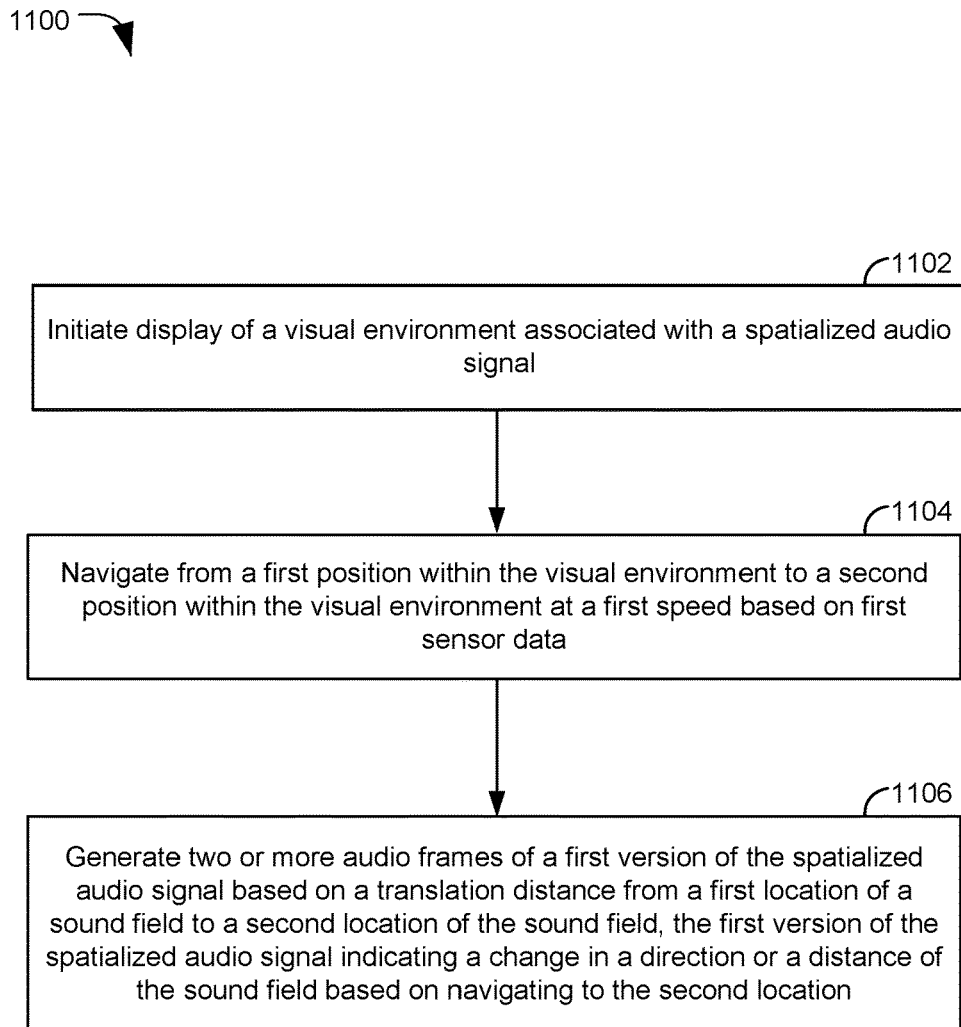 1100
1102
Initiate display of a visual environment associated with a spatialized audio
signal
1104
Navigate from a first position within the visual environment to a second
position within the visual environment at a first speed based on first
sensor data
1106
Generate two or more audio frames of a first version of the spatialized
audio signal based on a translation distance from a first location of a
sound field to a second location of the sound field, the first version of the
spatialized audio signal indicating a change in a direction or a distance of
the sound field based on navigating to the second location